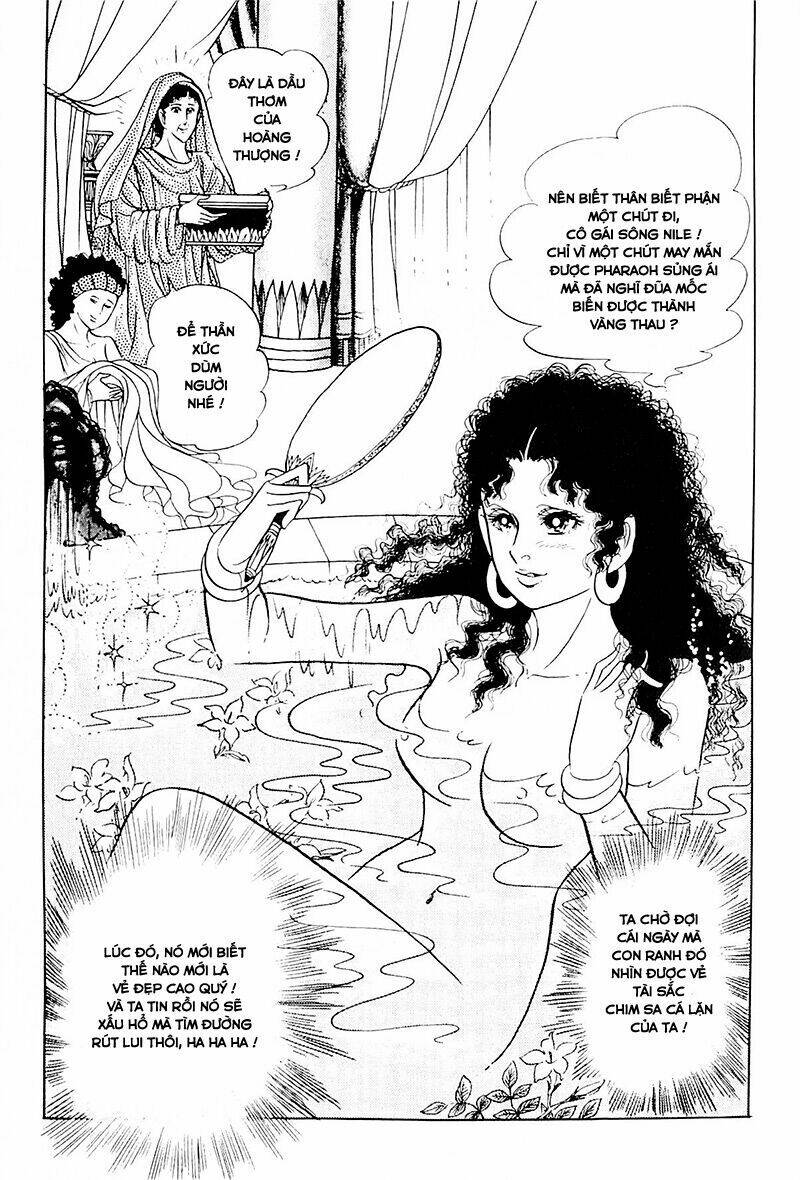 ĐÂY LÀ DẦU
THƠM
CỦA
HOÀNG
THƯỢNG !
NÊN BIẾT THÂN BIẾT PHẬN
MỘT CHÚT ĐI,
CÔ GÁI SÔNG NILE !
CHỈ VÌ MỘT CHÚT MAY MẮN
ĐƯỢC PHARAOH SỦNG ÁI
MÀ ĐÃ NGHĨ ĐŨA MỐC
BIẾN ĐƯỢC THÀNH
VÀNG THAU ?
ĐỂ THẦN
XỨC
DÙM
NGƯỜI
NHÉ !
TA CHỜ ĐỢI
CÁI NGÀY MÀ
CON RANH ĐÓ
NHÌN ĐƯỢC VẺ
TÀI SẮC
CHIM SA CÁ LẶN
CỦA TA !
LÚC ĐÓ, NÓ MỚI BIẾT
THẾ NÀO MỚI LÀ
VẺ ĐẸP CAO QUÝ !
VÀ TA TIN RỒI NÓ SẼ
XẤU HỔ MÀ TÌM ĐƯỜNG
RÚT LUI THÔI, HA HA HA !